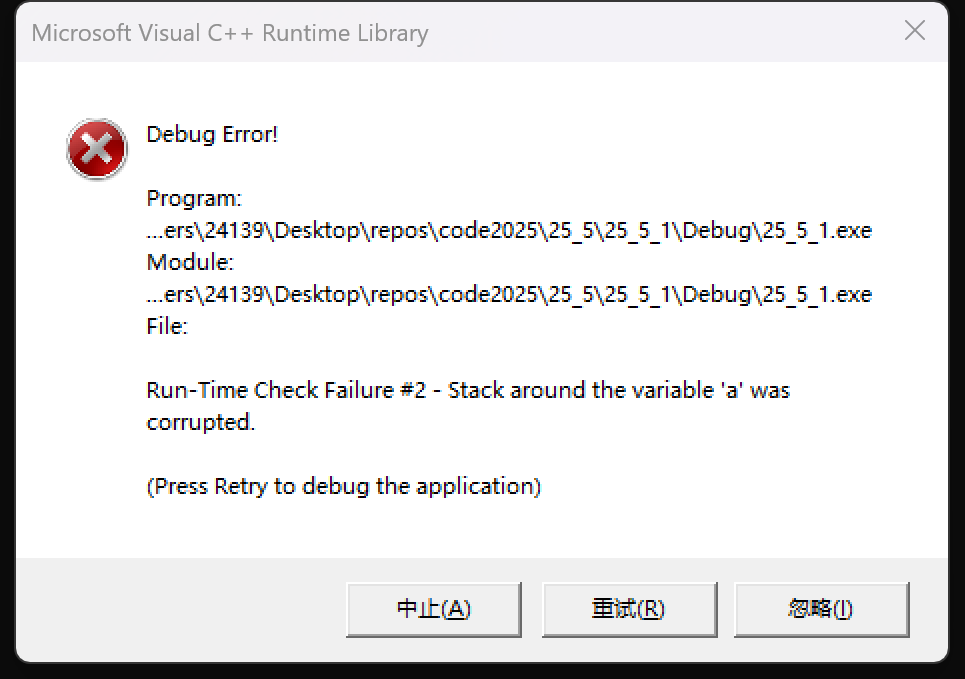 Microsoft Visual C++ Runtime Library
Debug Error!
Program:
...ers\24139\Desktop\repos\code2025\25_5\25_5_1\Debug\25_5_1.exe
Module:
...ers\24139\Desktop\repos\code2025\25_5\25_5_1\Debug\25_5_1.exe
File:
Run-Time Check Failure #2 - Stack around the variable 'a' was
corrupted.
(Press Retry to debug the application)
中止(A) 重试(R) 忽略(I)